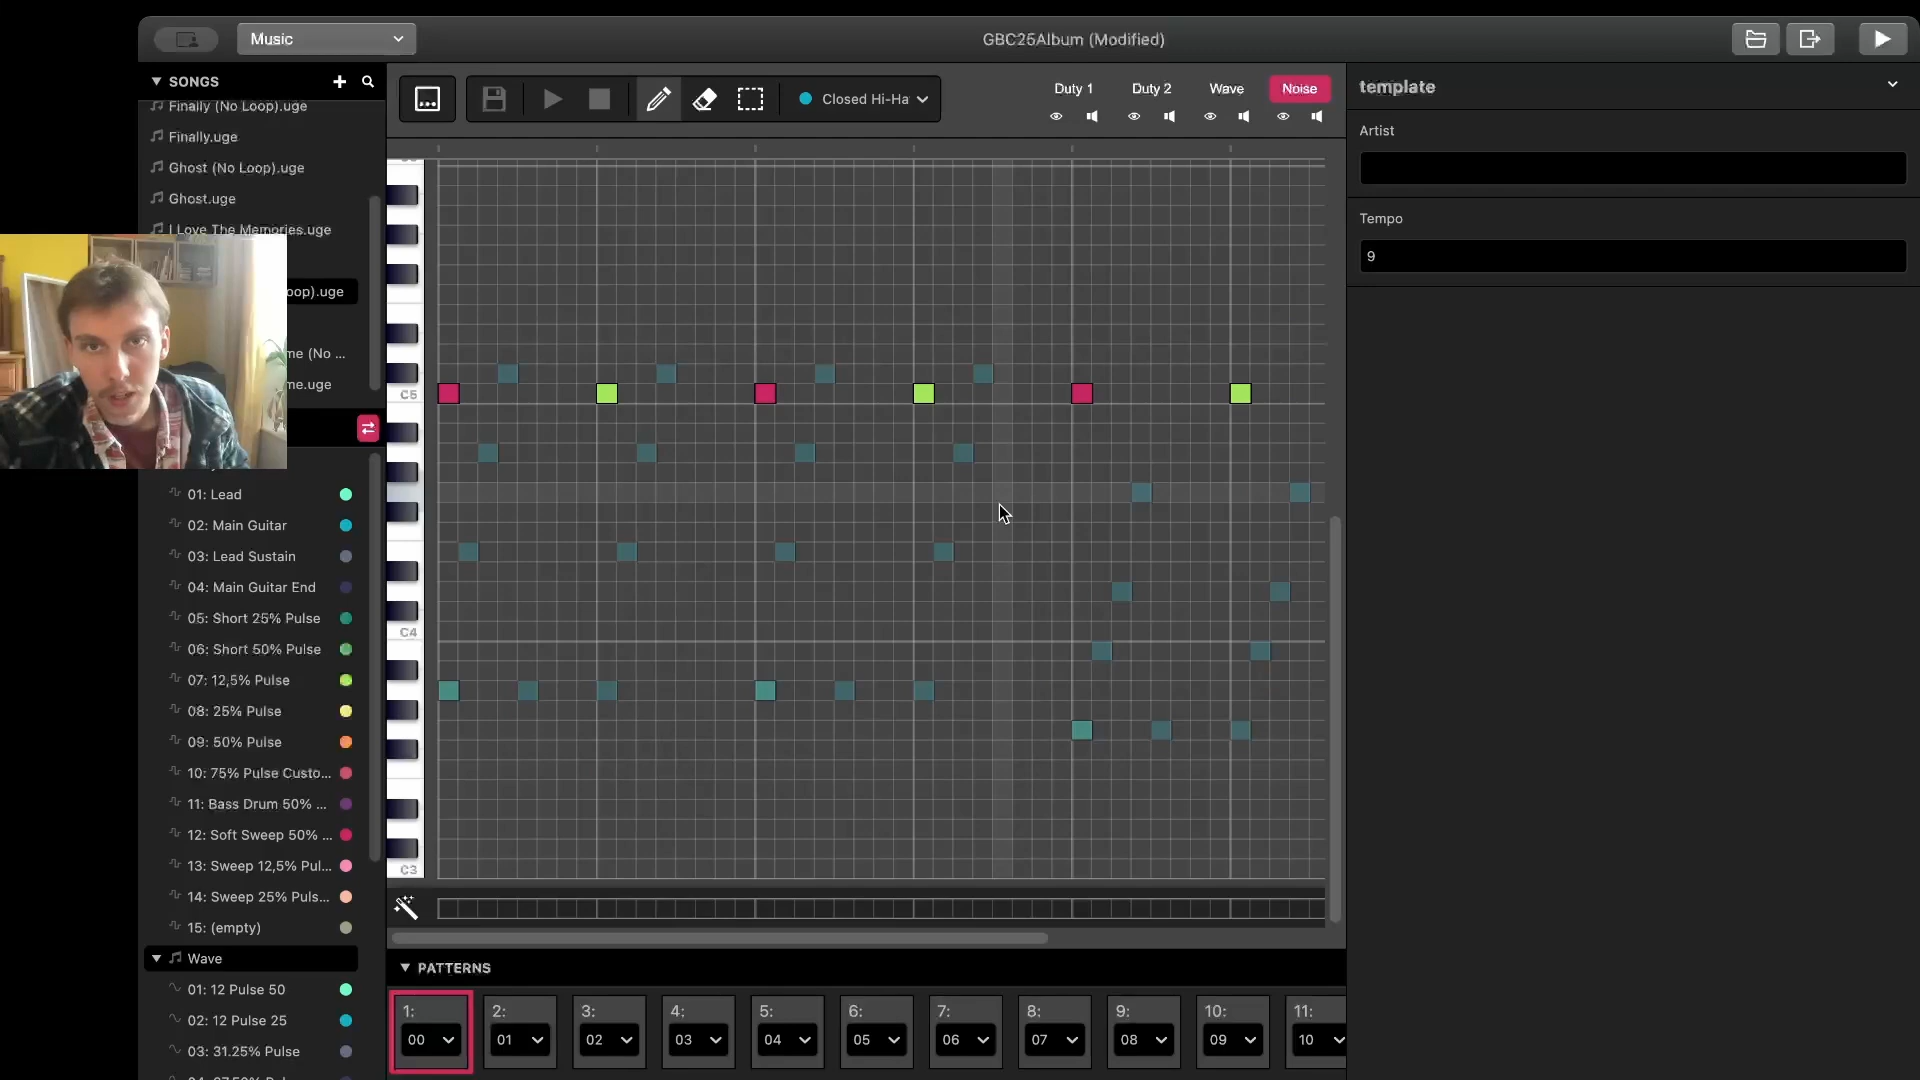 Music
GBC25Album (Modified)
SONGS
Finally (No Loop).uge
Finally.uge
Ghost (No Loop).uge
Ghost.uge
I Love The Memories.uge
oop).uge
me (No ...
me.uge
01: Lead
02: Main Guitar
03: Lead Sustain
04: Main Guitar End
05: Short 25% Pulse
06: Short 50% Pulse
07: 12,5% Pulse
08: 25% Pulse
09: 50% Pulse
10: 75% Pulse Custo...
11: Bass Drum 50% ...
12: Soft Sweep 50% ...
13: Sweep 12,5% Pul...
14: Sweep 25% Puls...
15: (empty)
Wave
01: 12 Pulse 50
02: 12 Pulse 25
03: 31.25% Pulse
Closed Hi-Ha
Duty 1
Duty 2
Wave
Noise
C5
C4
C3
PATTERNS
1: 2: 3: 4: 5: 6: 7: 8: 9: 10: 11:
00 01 02 03 04 05 06 07 08 09 10
template
Artist
Tempo
9